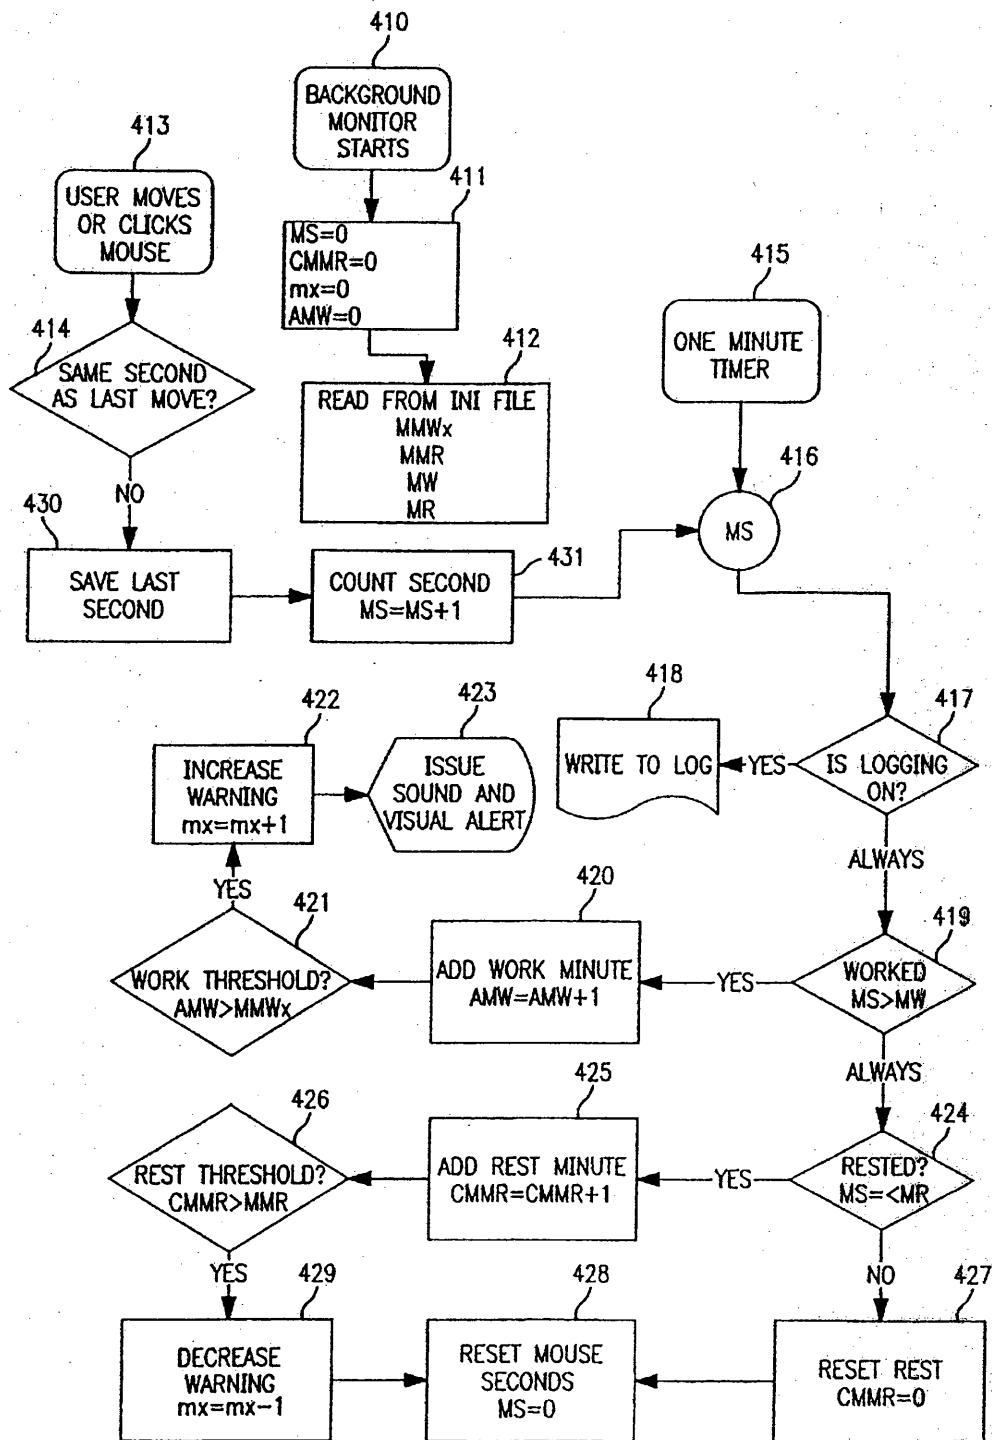 410
BACKGROUND
MONITOR
STARTS
413
USER MOVES
OR CLICKS
MOUSE
411
MS=0
CMMR=0
mx=0
AMW=0
415
ONE MINUTE
TIMER
414
SAME SECOND
AS LAST MOVE?
412
READ FROM INI FILE
MMWx
MMR
MW
MR
416
MS
NO
430
SAVE LAST
SECOND
431
COUNT SECOND
MS=MS+1
417
IS LOGGING
ON?
YES
418
WRITE TO LOG
422
INCREASE
WARNING
mx=mx+1
423
ISSUE
SOUND AND
VISUAL ALERT
ALWAYS
YES
419
WORKED
MS>MW
YES
420
ADD WORK MINUTE
AMW=AMW+1
421
WORK THRESHOLD?
AMW>MMWx
ALWAYS
424
RESTED?
MS=<MR
YES
425
ADD REST MINUTE
CMMR=CMMR+1
426
REST THRESHOLD?
CMMR>MMR
YES
NO
429
DECREASE
WARNING
mx=mx-1
428
RESET MOUSE
SECONDS
MS=0
427
RESET REST
CMMR=0